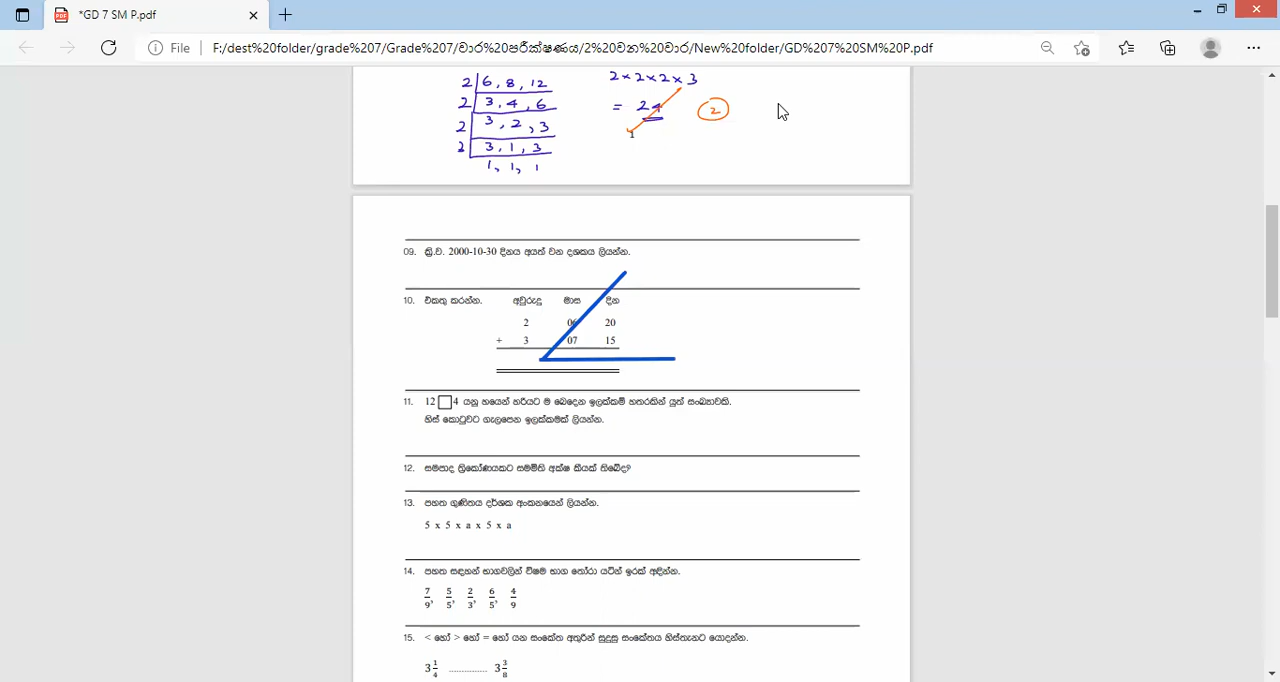 *GD 7 SM P.pdf
File F:/dest%20folder/grade%207/Grade%207/වාර%20පරීක්ෂණය/2%20වන%20වාර/New%20folder/GD%207%20SM%20P.pdf
2 6, 8, 12 2 × 2 × 2 × 3
2 3, 4, 6 = 24 2
2 3, 2, 3
2 3, 1, 3
1, 1, 1
09. ක්‍රි.ව. 2000-10-30 දිනය අයත් වන දශකය ලියන්න.
10. එකතු කරන්න. අවුරුදු මාස දින
2 06 20
+ 3 07 15
11. 12 4 යනු හයෙන් හරියට ම බෙදෙන ඉලක්කම් හතරකින් යුත් සංඛ්‍යාවකි.
හිස් කොටුවට ගැලපෙන ඉලක්කමක් ලියන්න.
12. සමපාද ත්‍රිකෝණයකට සමමිති අක්ෂ කීයක් තිබේද?
13. පහත ගුණිතය දර්ශක අංකනයෙන් ලියන්න.
5 x 5 x a x 5 x a
14. පහත සඳහන් භාගවලින් විෂම භාග තෝරා යටින් ඉරක් අඳින්න.
7/9, 5/5, 2/3, 6/5, 4/9
15. < හෝ > හෝ = හෝ යන සංකේත අතුරින් සුදුසු සංකේතය හිස්තැනට යොදන්න.
3 1/4 ................ 3 3/8